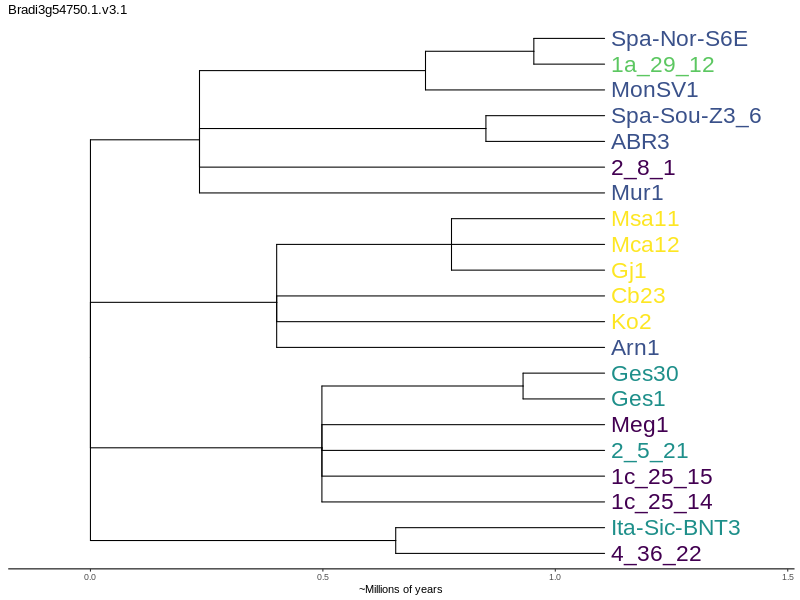 Bradi3g54750.1.v3.1
Spa-Nor-S6E
1a_29_12
MonSV1
Spa-Sou-Z3_6
ABR3
2_8_1
Mur1
Msa11
Mca12
Gj1
Cb23
Ko2
Arn1
Ges30
Ges1
Meg1
2_5_21
1c_25_15
1c_25_14
Ita-Sic-BNT3
4_36_22
0.0 0.5 1.0 1.5
~Millions of years